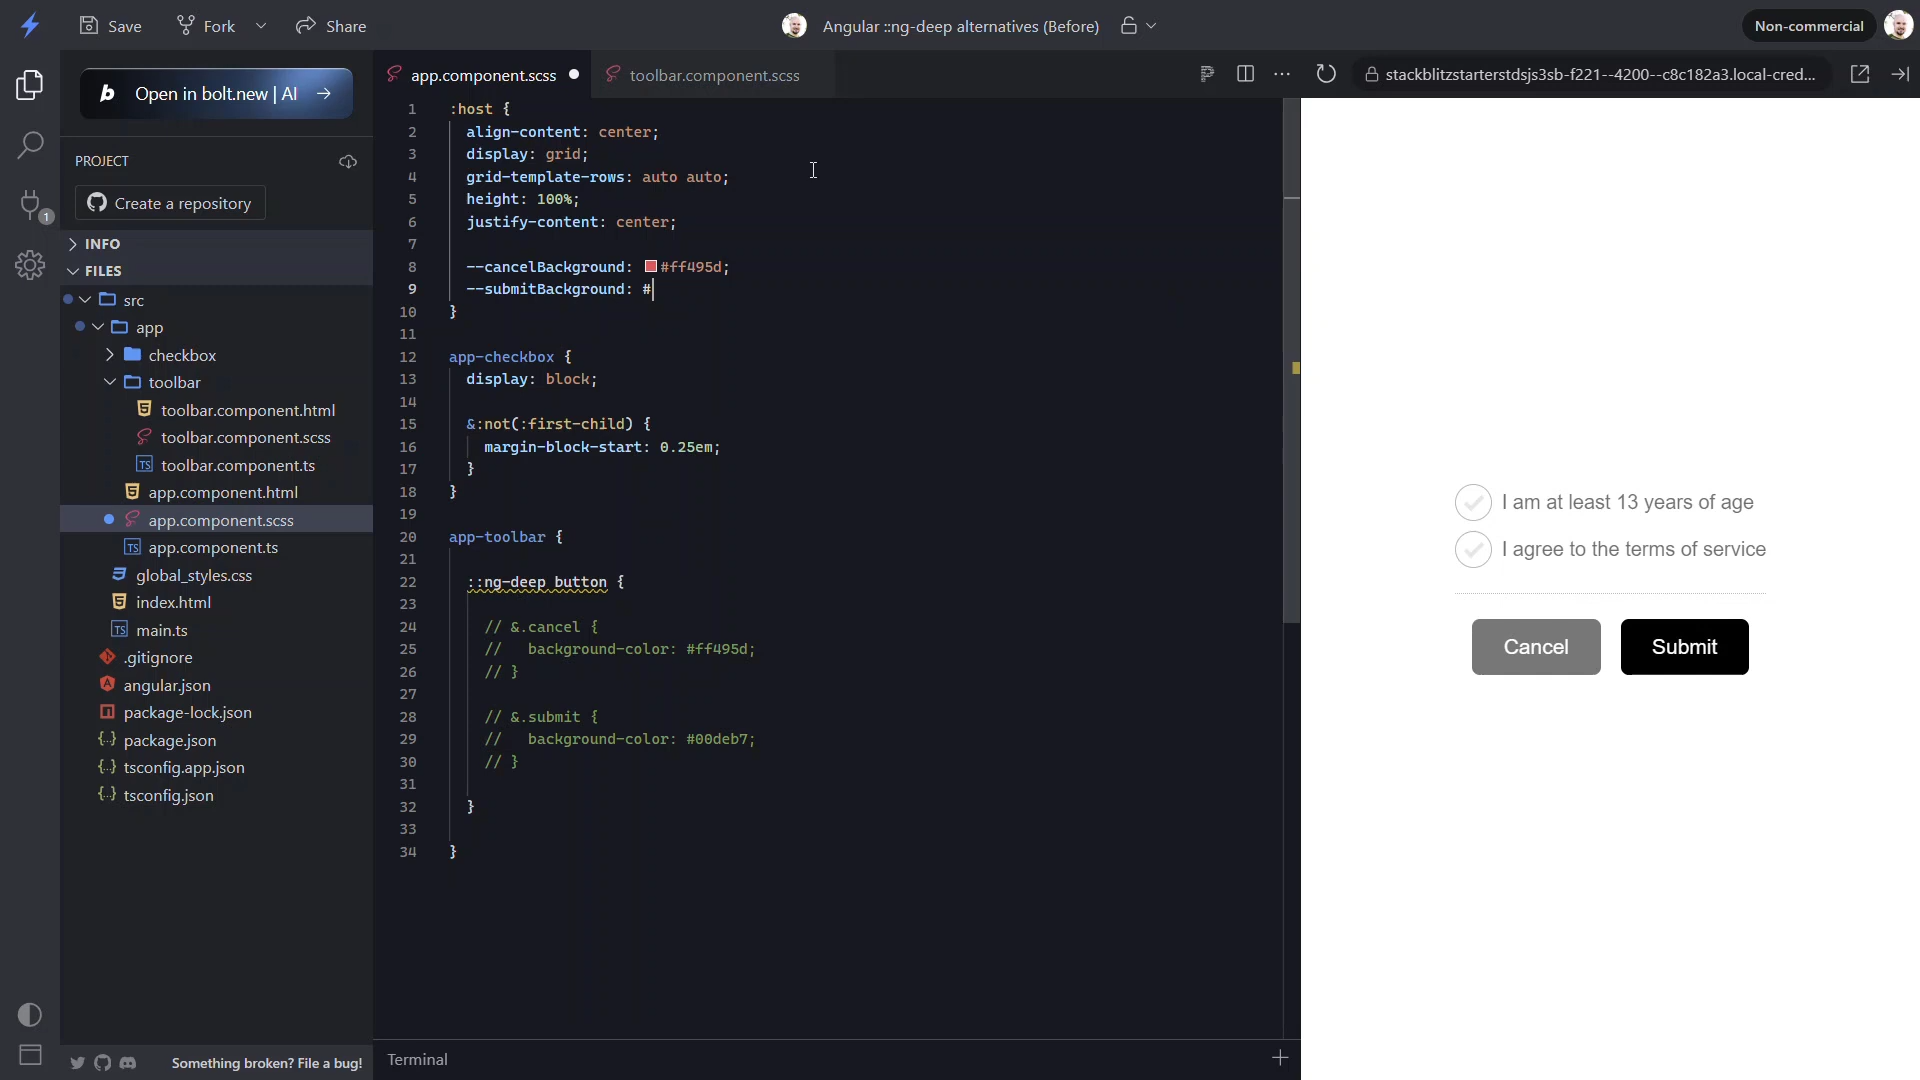 Save
Fork
Share
Angular ::ng-deep alternatives (Before)
Non-commercial
b Open in bolt.new | AI →
app.component.scss
toolbar.component.scss
stackblitzstarterstdsjs3sb-f221--4200--c8c182a3.local-cred...
PROJECT
Create a repository
1
INFO
FILES
src
app
checkbox
toolbar
toolbar.component.html
toolbar.component.scss
TS toolbar.component.ts
app.component.html
app.component.scss
TS app.component.ts
global_styles.css
index.html
TS main.ts
.gitignore
angular.json
package-lock.json
{..} package.json
{..} tsconfig.app.json
{..} tsconfig.json
Something broken? File a bug!
1 :host {
2 align-content: center;
3 display: grid;
4 grid-template-rows: auto auto;
5 height: 100%;
6 justify-content: center;
7
8 --cancelBackground: #ff495d;
9 --submitBackground: #
10 }
11
12 app-checkbox {
13 display: block;
14
15 &:not(:first-child) {
16 margin-block-start: 0.25em;
17 }
18 }
19
20 app-toolbar {
21
22 ::ng-deep button {
23
24 // &.cancel {
25 // background-color: #ff495d;
26 // }
27
28 // &.submit {
29 // background-color: #00deb7;
30 // }
31
32 }
33
34 }
Terminal
I am at least 13 years of age
I agree to the terms of service
Cancel
Submit